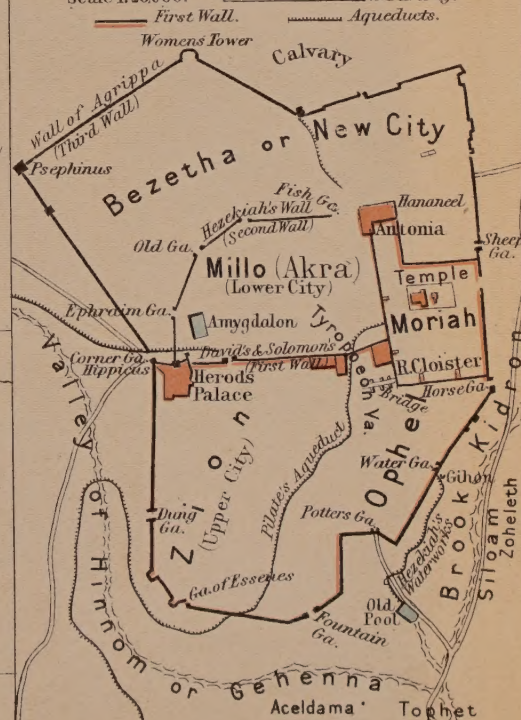 First Wall.
Aqueducts.
Womens Tower
Calvary
Wall of Agrippa
(Third Wall)
Psephinus
Bezetha or New City
Fish Ga.
Hezekiah's Wall
(Second Wall)
Hananeel
Antonia
Old Ga.
Sheep
Ga.
Millo (Akra)
(Lower City)
Temple
Moriah
Ephraim Ga.
Amygdalon
Tyropoeon Va.
Corner Ga.
Hippicus
David's & Solomons
(First Wall)
R.Cloister
Herods
Palace
Bridge
Horse Ga.
Valley of Hinnom or Gehenna
Zion
(Upper City)
Pilate's Aqueduct
Ophel
Water Ga.
Gihon
Brook Kidron
Siloam
Zoheleth
Dung
Ga.
Potters Ga.
Hezekiah's
Waterworks
Ga. of Essenes
Old
Pool
Fountain
Ga.
Aceldama
Tophet